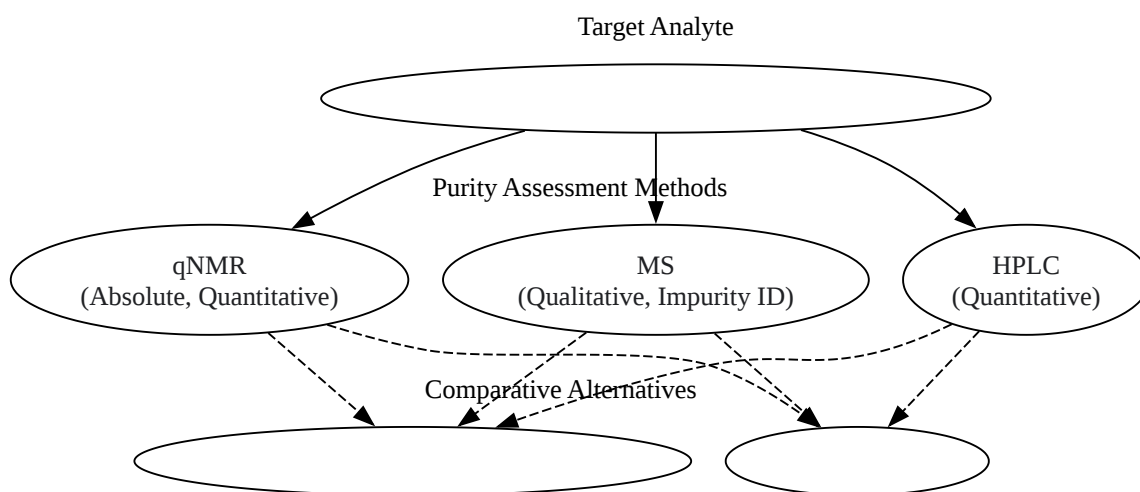 Target Analyte
Purity Assessment Methods
qNMR
(Absolute, Quantitative)
MS
(Qualitative, Impurity ID)
HPLC
(Quantitative)
Comparative Alternatives